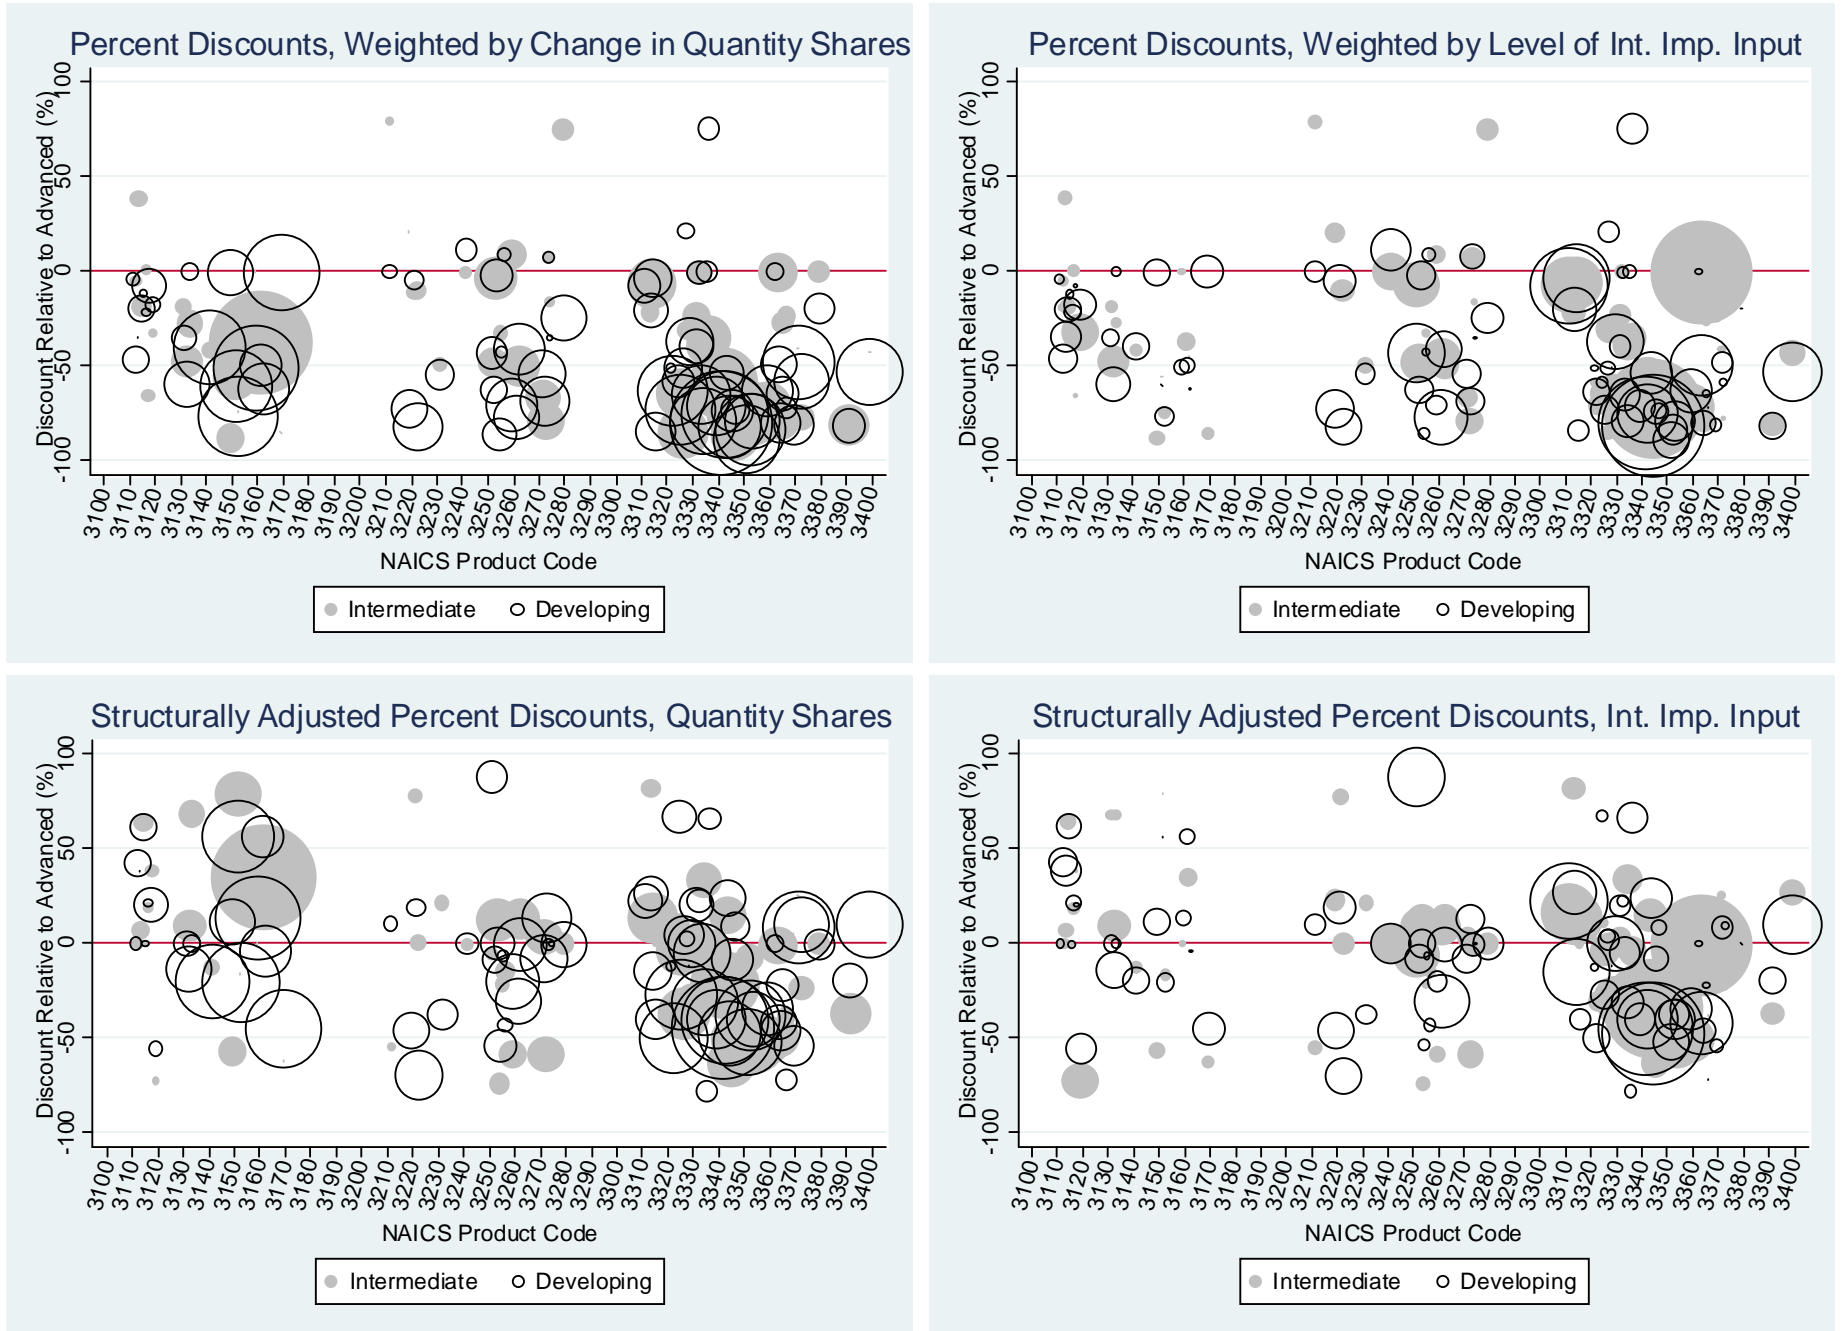 Percent Discounts, Weighted by Change in Quantity Shares
Discount Relative to Advanced (%)
100
50
0
-50
-100
3100 3110 3120 3130 3140 3150 3160 3170 3180 3190 3200 3210 3220 3230 3240 3250 3260 3270 3280 3290 3300 3310 3320 3330 3340 3350 3360 3370 3380 3390 3400
NAICS Product Code
Intermediate Developing
Percent Discounts, Weighted by Level of Int. Imp. Input
Discount Relative to Advanced (%)
100
50
0
-50
-100
3100 3110 3120 3130 3140 3150 3160 3170 3180 3190 3200 3210 3220 3230 3240 3250 3260 3270 3280 3290 3300 3310 3320 3330 3340 3350 3360 3370 3380 3390 3400
NAICS Product Code
Intermediate Developing
Structurally Adjusted Percent Discounts, Quantity Shares
Discount Relative to Advanced (%)
100
50
0
-50
-100
3100 3110 3120 3130 3140 3150 3160 3170 3180 3190 3200 3210 3220 3230 3240 3250 3260 3270 3280 3290 3300 3310 3320 3330 3340 3350 3360 3370 3380 3390 3400
NAICS Product Code
Intermediate Developing
Structurally Adjusted Percent Discounts, Int. Imp. Input
Discount Relative to Advanced (%)
100
50
0
-50
-100
3100 3110 3120 3130 3140 3150 3160 3170 3180 3190 3200 3210 3220 3230 3240 3250 3260 3270 3280 3290 3300 3310 3320 3330 3340 3350 3360 3370 3380 3390 3400
NAICS Product Code
Intermediate Developing